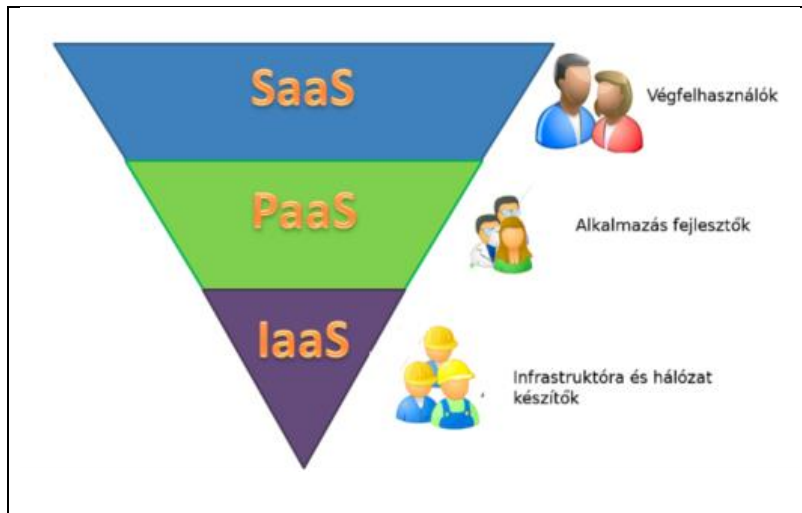 SaaS
Végfelhasználók
PaaS
Alkalmazás fejlesztők
IaaS
Infrastruktóra és hálózat
készítők